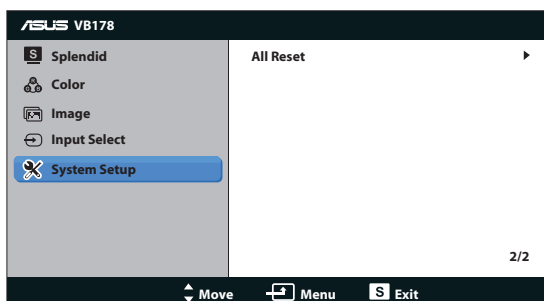 ASUS VB178
S Splendid
Color
Image
Input Select
System Setup
All Reset
2/2
Move Menu S Exit